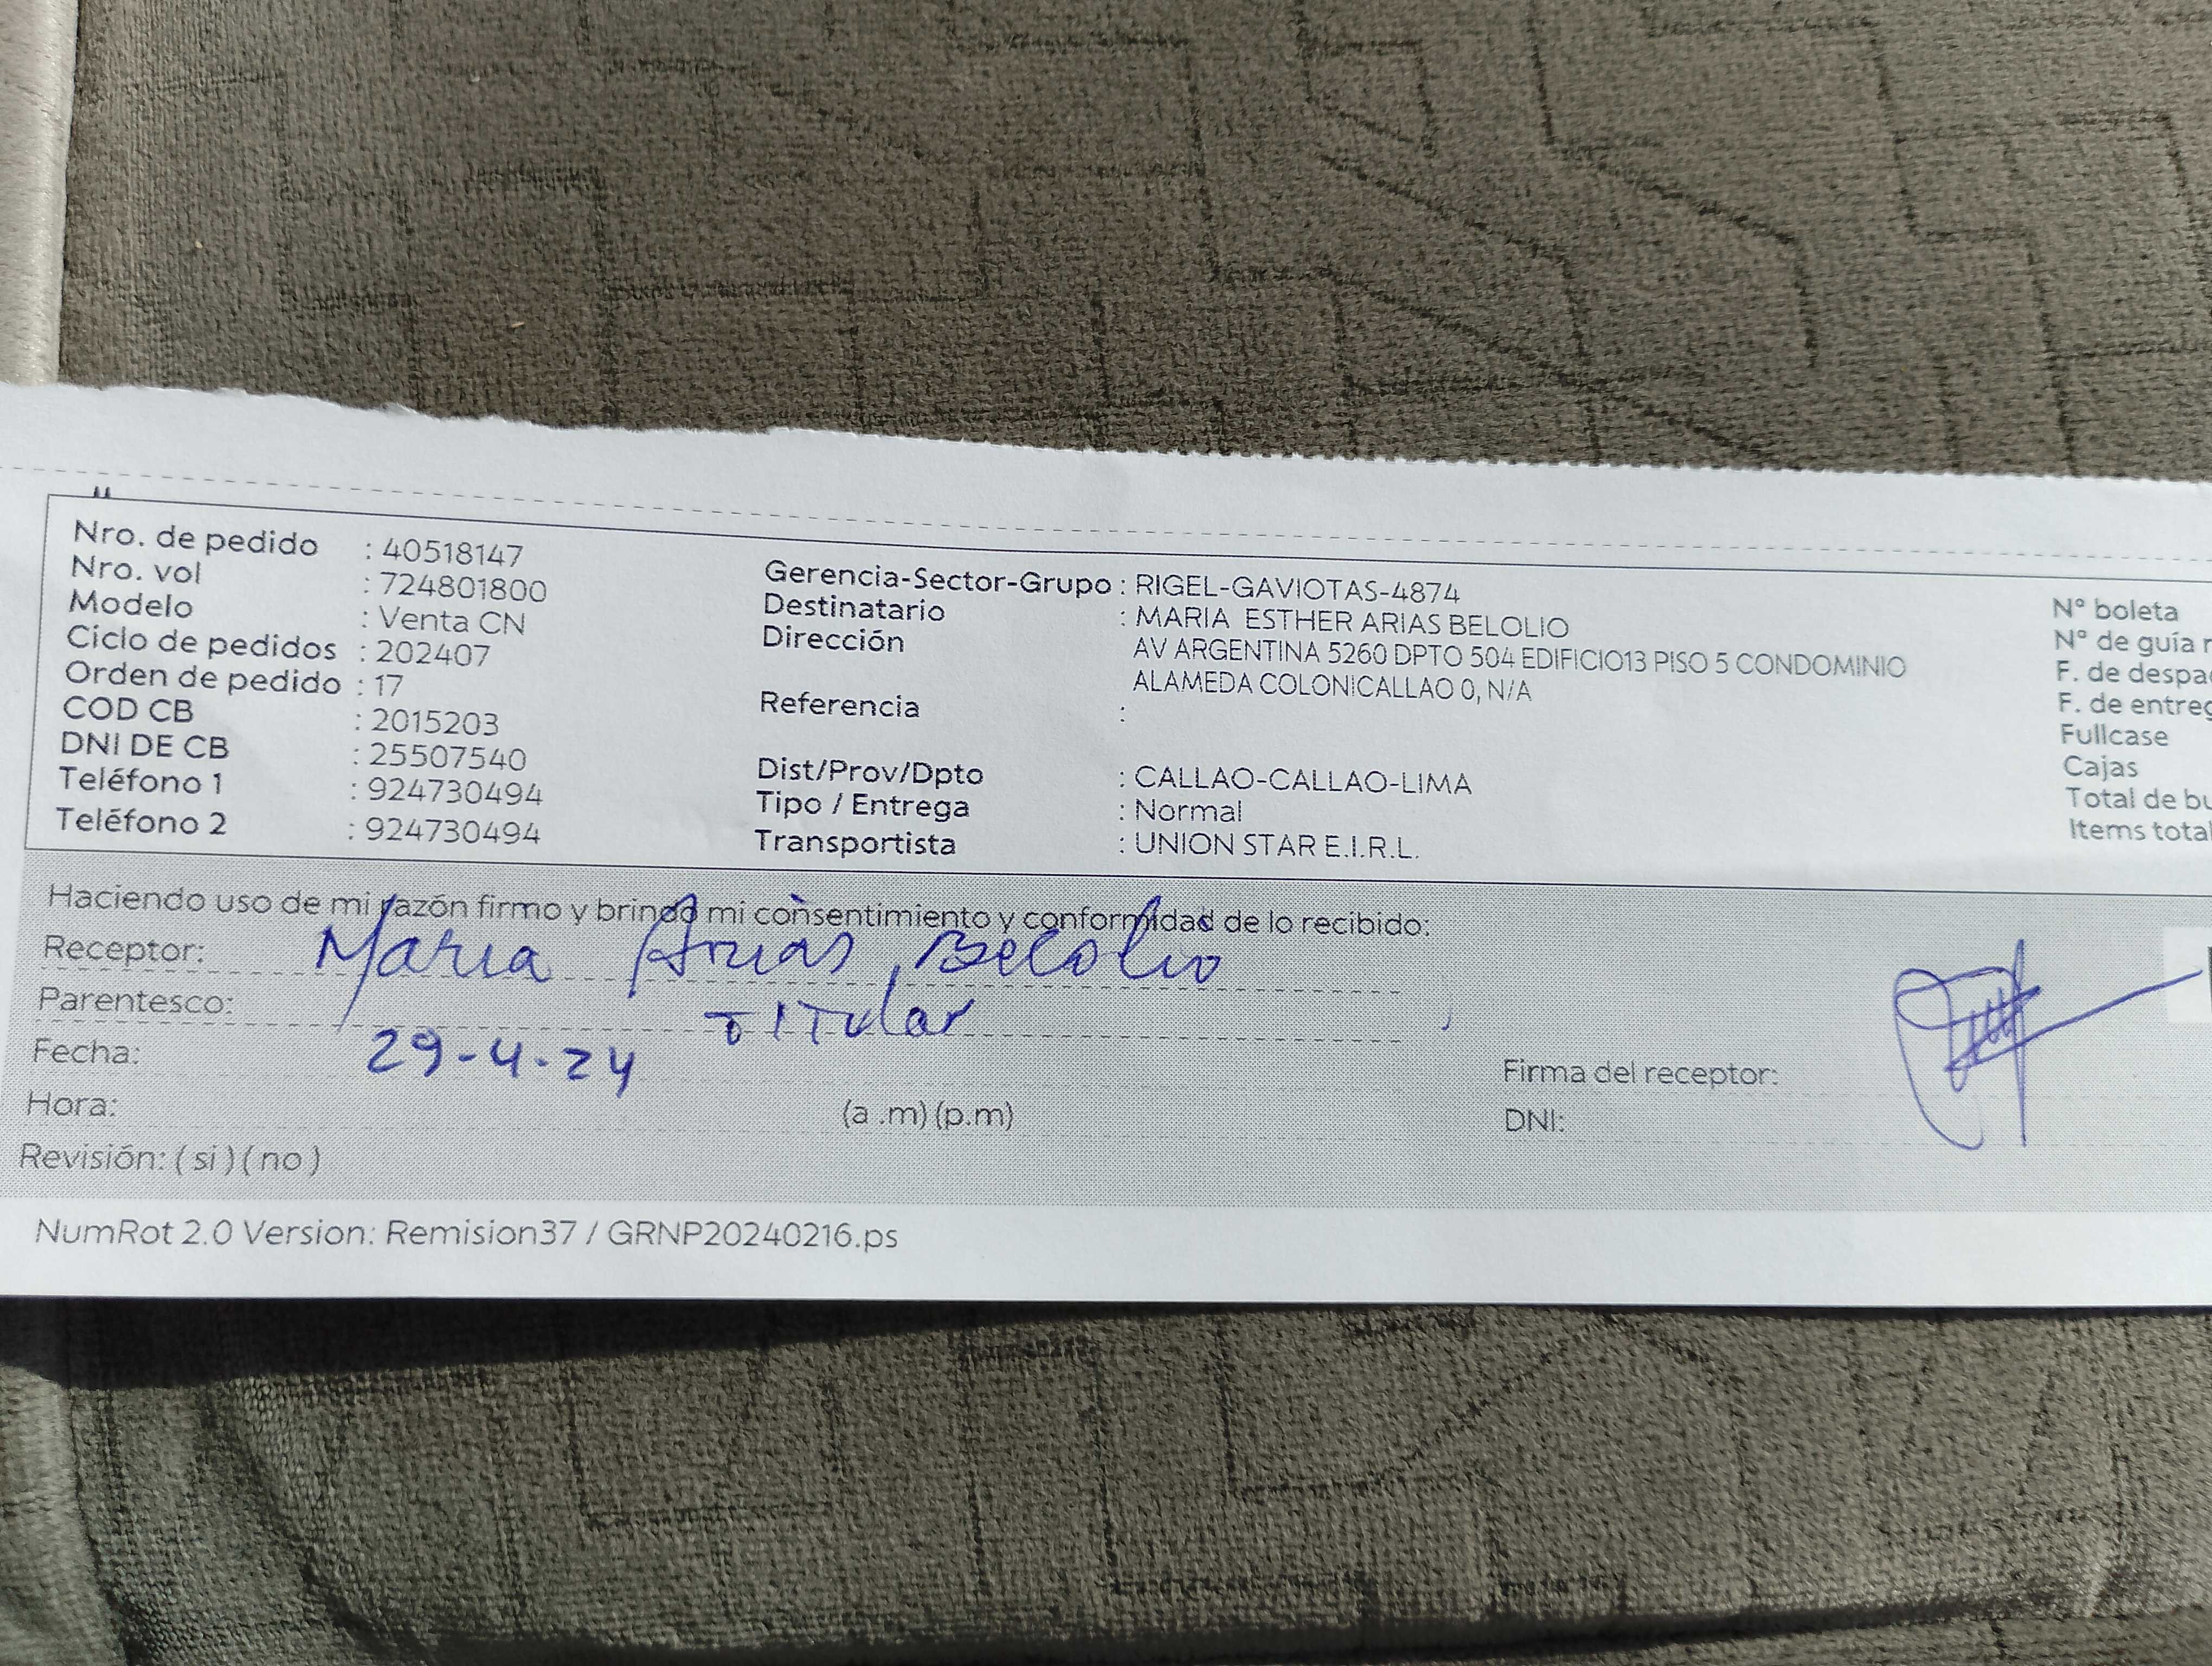 Nro. de pedido : 40518147
Nro. vol : 724801800
Modelo : Venta CN
Ciclo de pedidos : 202407
Orden de pedido : 17
COD CB : 2015203
DNI DE CB : 25507540
Teléfono 1 : 924730494
Teléfono 2 : 924730494
Gerencia-Sector-Grupo : RIGEL-GAVIOTAS-4874
Destinatario : MARIA ESTHER ARIAS BELOLIO
Dirección AV ARGENTINA 5260 DPTO 504 EDIFICIO13 PISO 5 CONDOMINIO
ALAMEDA COLONICALLAO 0, N/A
Referencia :
Dist/Prov/Dpto : CALLAO-CALLAO-LIMA
Tipo / Entrega : Normal
Transportista : UNION STAR E.I.R.L.
N° boleta
N° de guía
F. de
F. de
Fullcase
Cajas
Total de
Items
Haciendo uso de mi razón firmo y brindo mi consentimiento y conformidad de lo recibido:
Receptor: Maria Arias Belolio
Parentesco: Titular
Fecha: 29-4-24
Hora: (a .m) (p.m)
Revisión: ( si ) ( no )
Firma del receptor:
DNI:
NumRot 2.0 Version: Remision37 / GRNP20240216.ps